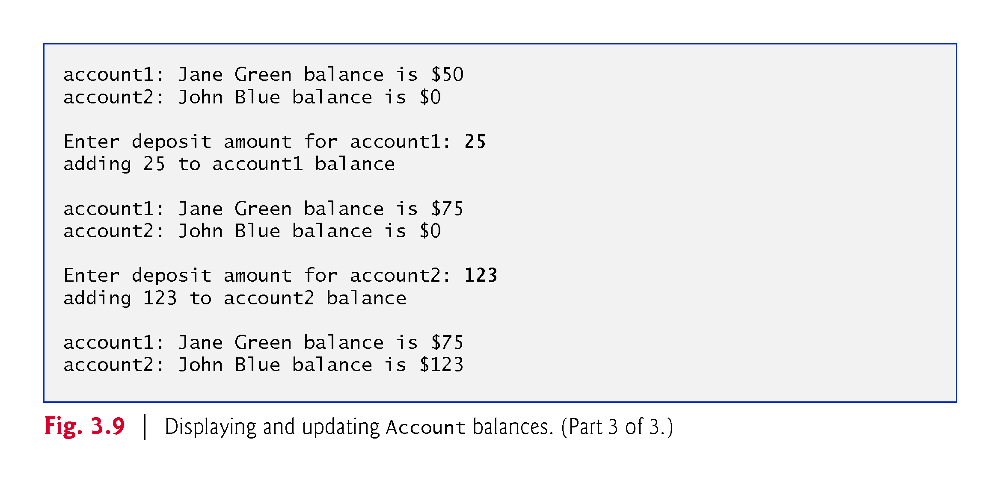 account1: Jane Green balance is $50
account2: John Blue balance is $0
Enter deposit amount for account1: 25
adding 25 to account1 balance
account1: Jane Green balance is $75
account2: John Blue balance is $0
Enter deposit amount for account2: 123
adding 123 to account2 balance
account1: Jane Green balance is $75
account2: John Blue balance is $123
Fig. 3.9 | Displaying and updating Account balances. (Part 3 of 3.)